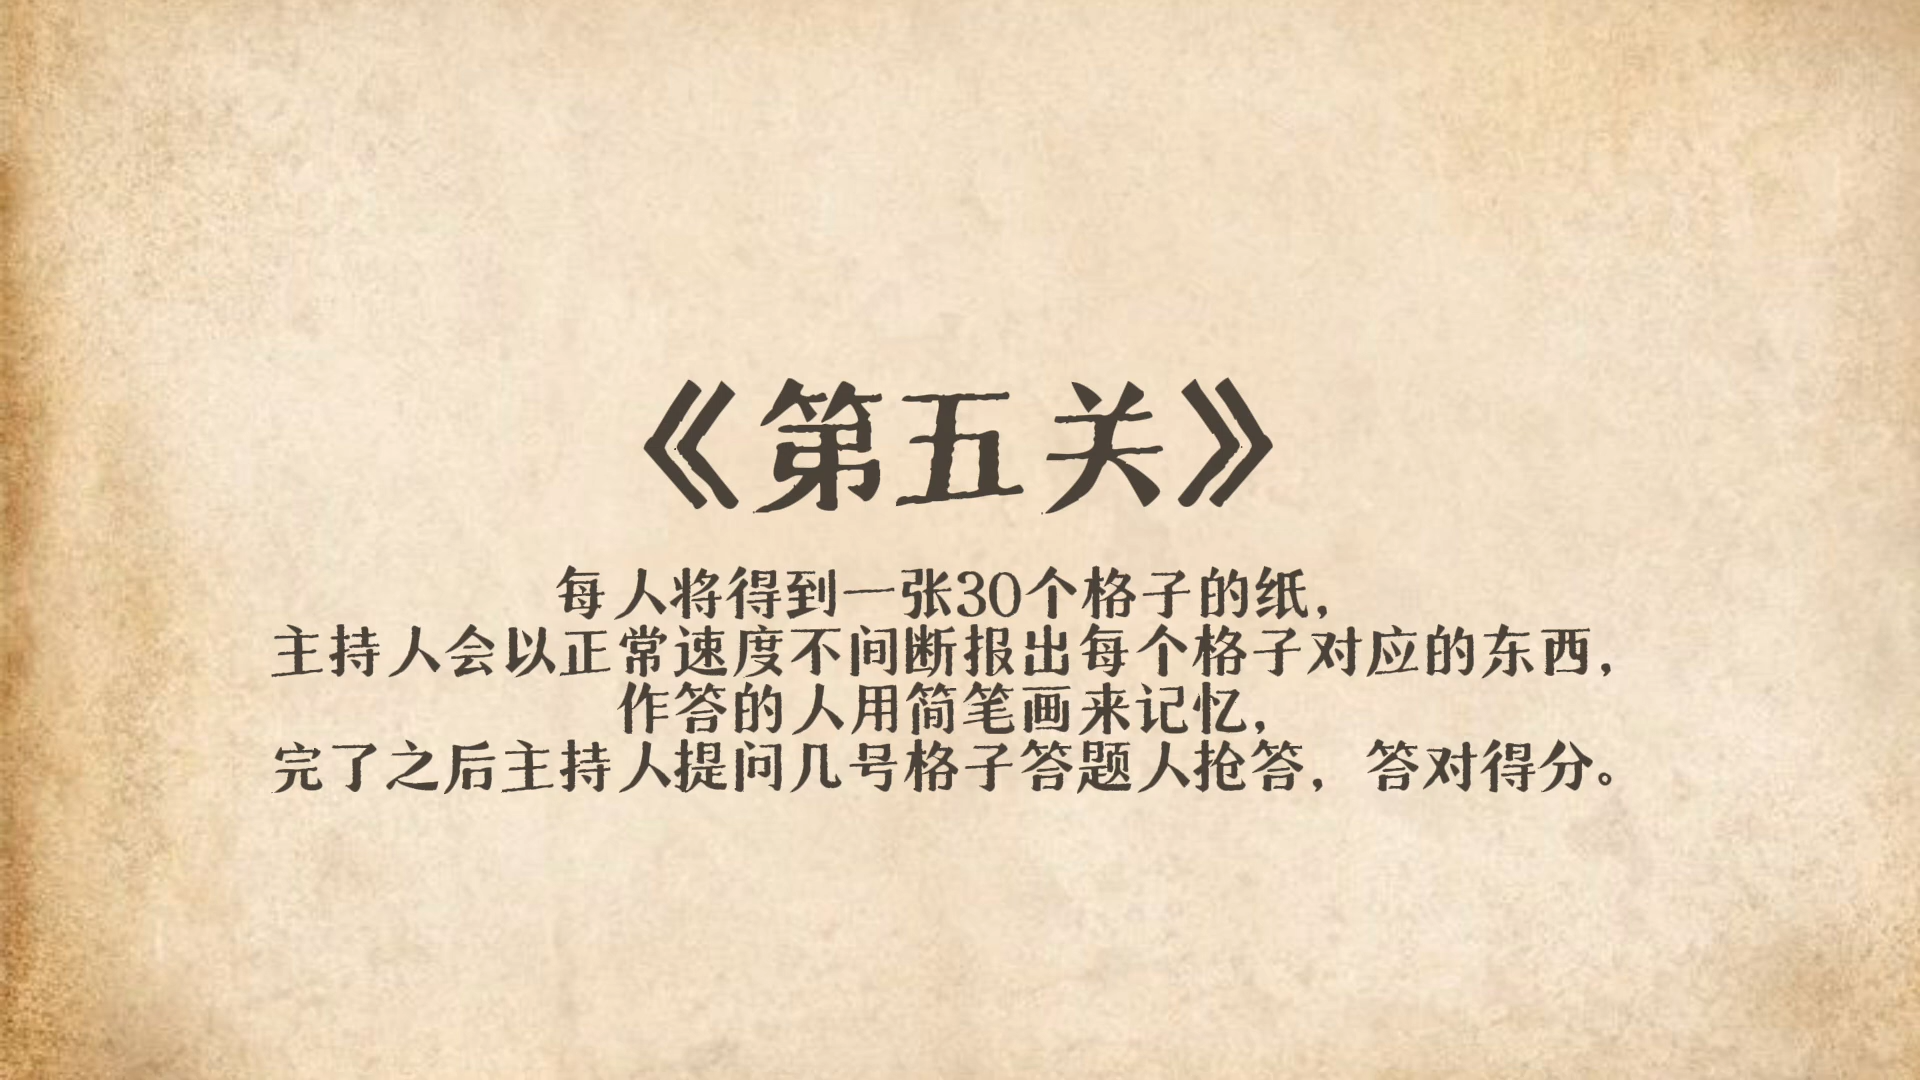 《第五关》
每人将得到一张30个格子的纸，
主持人会以正常速度不间断报出每个格子对应的东西，
作答的人用简笔画来记忆，
完了之后主持人提问几号格子答题人抢答，答对得分。